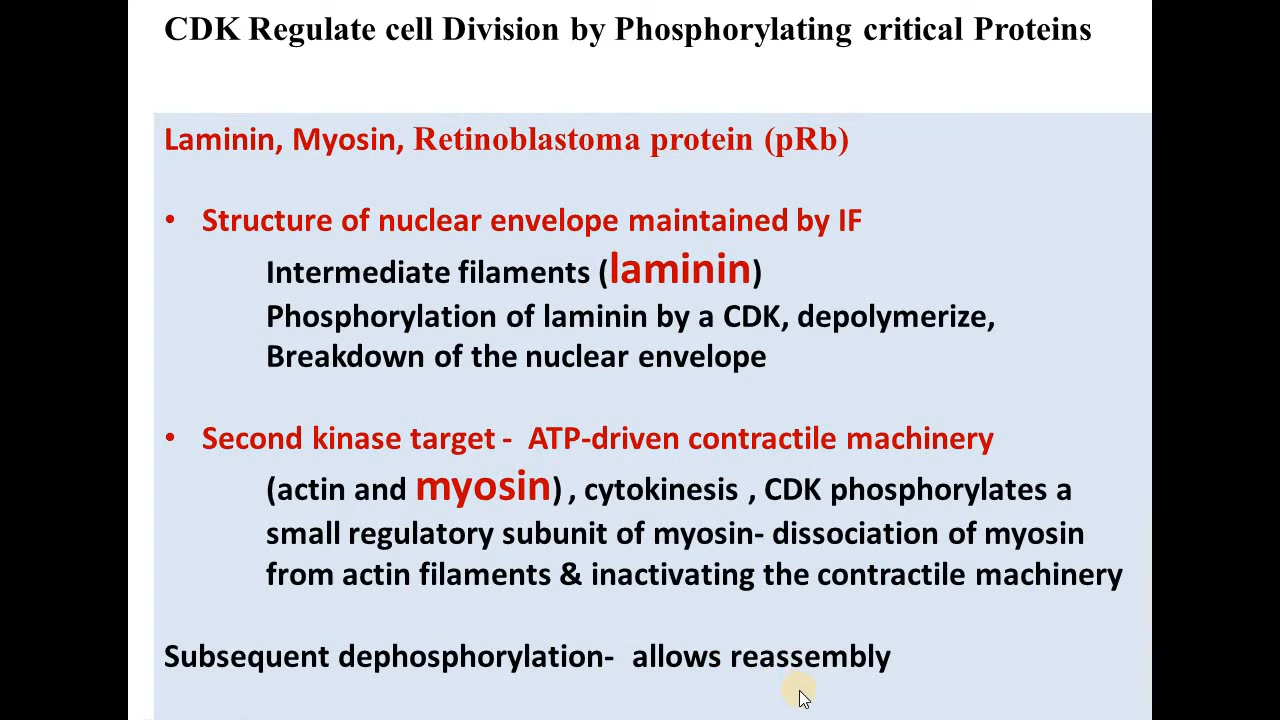 CDK Regulate cell Division by Phosphorylating critical Proteins
Laminin, Myosin, Retinoblastoma protein (pRb)
• Structure of nuclear envelope maintained by IF
Intermediate filaments (laminin)
Phosphorylation of laminin by a CDK, depolymerize,
Breakdown of the nuclear envelope
• Second kinase target - ATP-driven contractile machinery
(actin and myosin) , cytokinesis , CDK phosphorylates a
small regulatory subunit of myosin- dissociation of myosin
from actin filaments & inactivating the contractile machinery
Subsequent dephosphorylation- allows reassembly